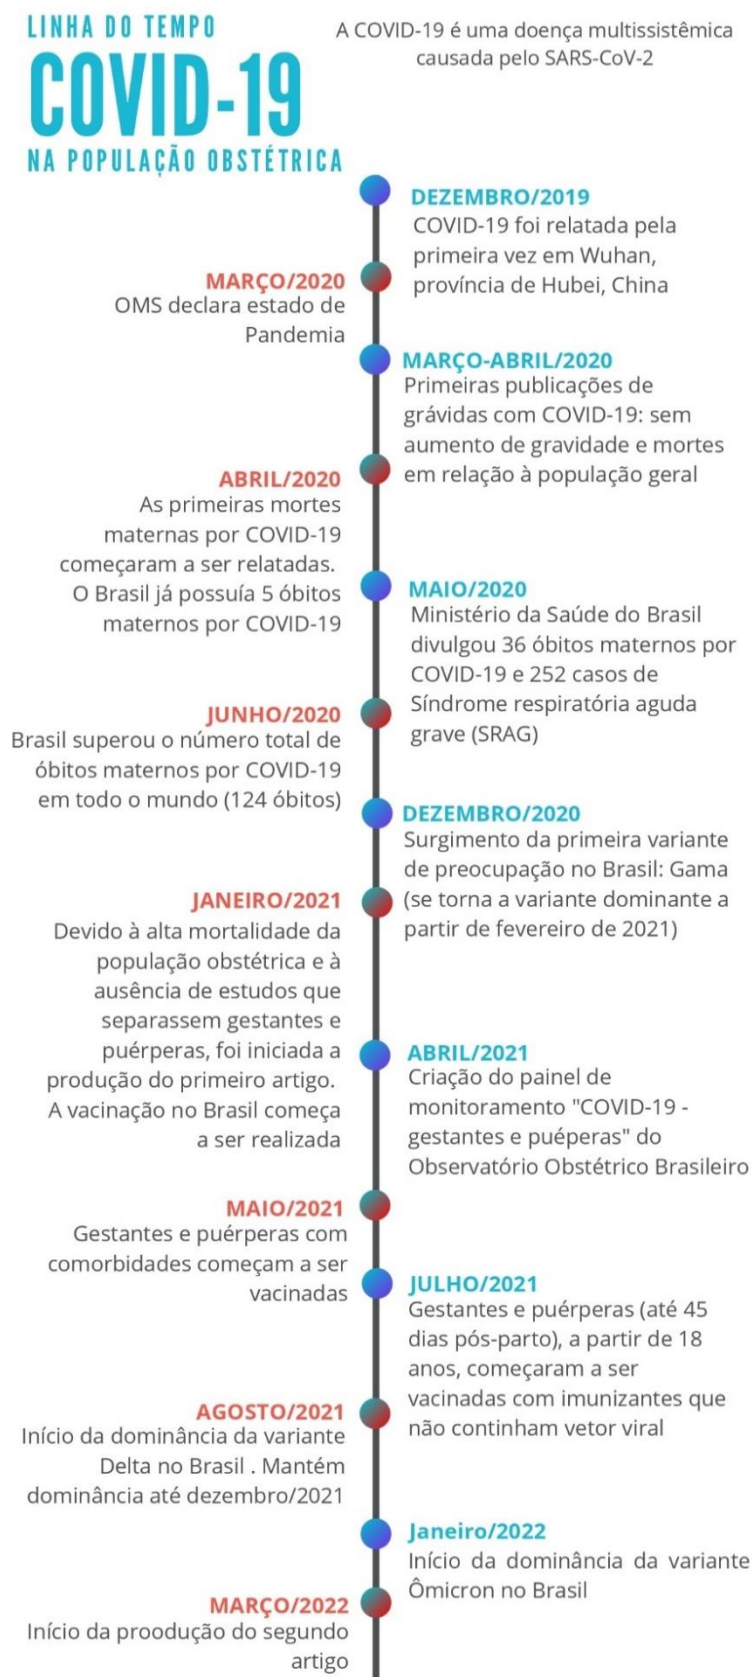 LINHA DO TEMPO
COVID-19
NA POPULAÇÃO OBSTÉTRICA
A COVID-19 é uma doença multissistêmica
causada pelo SARS-CoV-2
DEZEMBRO/2019
COVID-19 foi relatada pela
primeira vez em Wuhan,
província de Hubei, China
MARÇO/2020
OMS declara estado de
Pandemia
MARÇO-ABRIL/2020
Primeiras publicações de
grávidas com COVID-19: sem
aumento de gravidade e mortes
em relação à população geral
ABRIL/2020
As primeiras mortes
maternas por COVID-19
começaram a ser relatadas.
O Brasil já possuía 5 óbitos
maternos por COVID-19
MAIO/2020
Ministério da Saúde do Brasil
divulgou 36 óbitos maternos por
COVID-19 e 252 casos de
Síndrome respiratória aguda
grave (SRAG)
JUNHO/2020
Brasil superou o número total de
óbitos maternos por COVID-19
em todo o mundo (124 óbitos)
DEZEMBRO/2020
Surgimento da primeira variante
de preocupação no Brasil: Gama
(se torna a variante dominante a
partir de fevereiro de 2021)
JANEIRO/2021
Devido à alta mortalidade da
população obstétrica e à
ausência de estudos que
separassem gestantes e
puérperas, foi iniciada a
produção do primeiro artigo.
A vacinação no Brasil começa
a ser realizada
ABRIL/2021
Criação do painel de
monitoramento "COVID-19 -
gestantes e puéperas" do
Observatório Obstétrico Brasileiro
MAIO/2021
Gestantes e puérperas com
comorbidades começam a ser
vacinadas
JULHO/2021
Gestantes e puérperas (até 45
dias pós-parto), a partir de 18
anos, começaram a ser
vacinadas com imunizantes que
não continham vetor viral
AGOSTO/2021
Início da dominância da variante
Delta no Brasil . Mantém
dominância até dezembro/2021
Janeiro/2022
Início da dominância da variante
Ômicron no Brasil
MARÇO/2022
Início da proodução do segundo
artigo